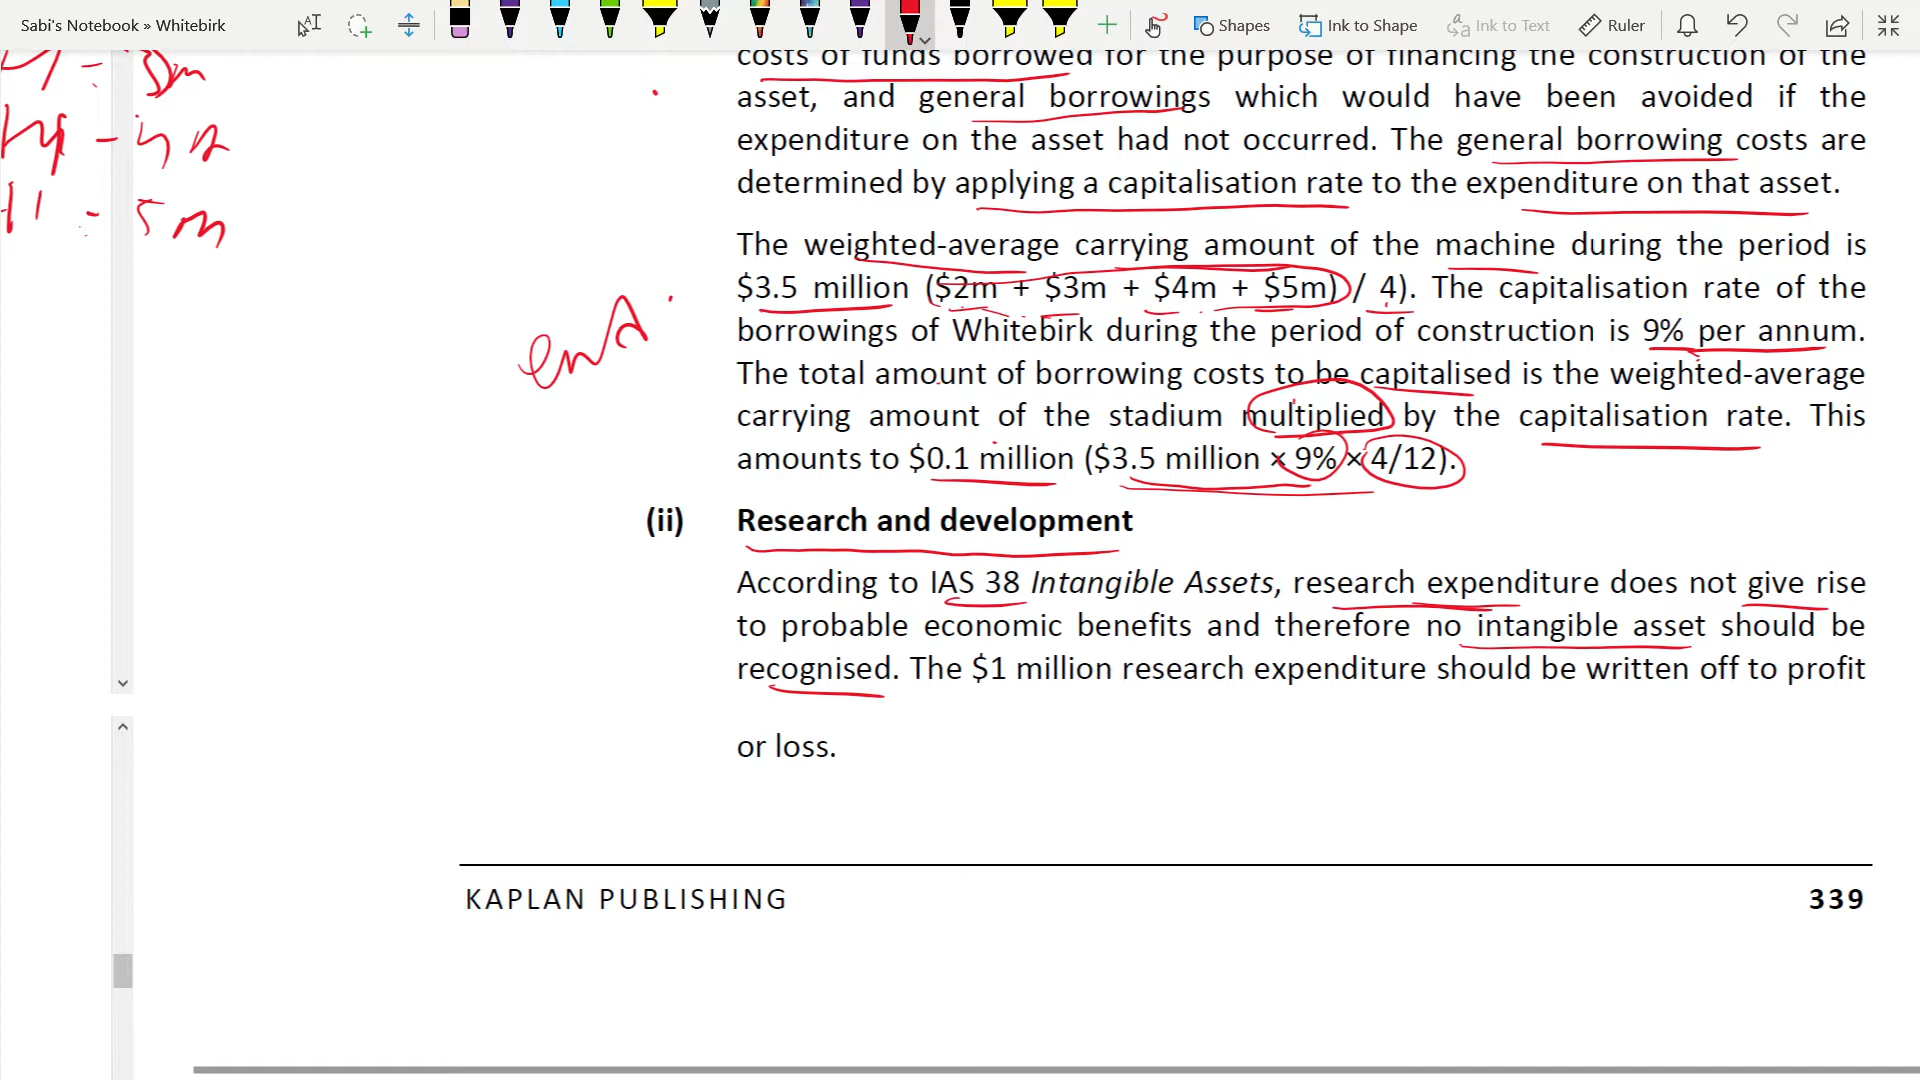 Sabi's Notebook » Whitebirk
Shapes
Ink to Shape
Ink to Text
Ruler
costs of funds borrowed for the purpose of financing the construction of the
asset, and general borrowings which would have been avoided if the
expenditure on the asset had not occurred. The general borrowing costs are
determined by applying a capitalisation rate to the expenditure on that asset.
The weighted-average carrying amount of the machine during the period is
$3.5 million ($2m + $3m + $4m + $5m) / 4). The capitalisation rate of the
borrowings of Whitebirk during the period of construction is 9% per annum.
The total amount of borrowing costs to be capitalised is the weighted-average
carrying amount of the stadium multiplied by the capitalisation rate. This
amounts to $0.1 million ($3.5 million × 9% × 4/12).
(ii) Research and development
According to IAS 38 Intangible Assets, research expenditure does not give rise
to probable economic benefits and therefore no intangible asset should be
recognised. The $1 million research expenditure should be written off to profit
or loss.
KAPLAN PUBLISHING
339
5m